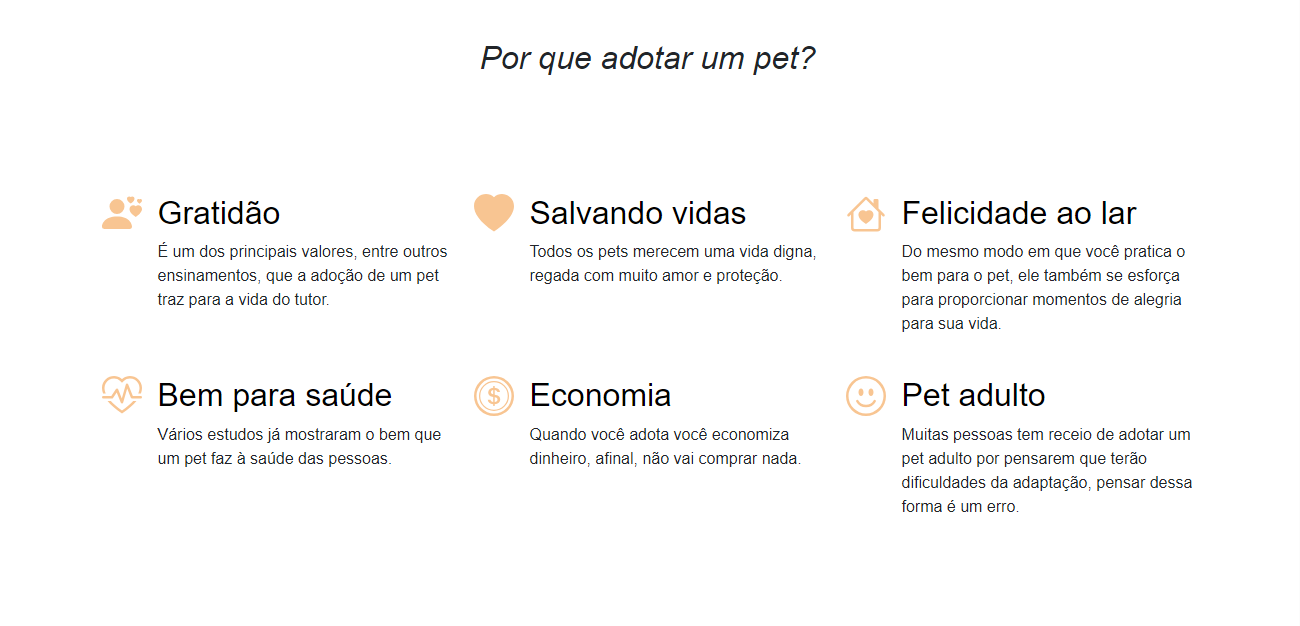 Por que adotar um pet?
Gratidão
É um dos principais valores, entre outros
ensinamentos, que a adoção de um pet
traz para a vida do tutor.
Salvando vidas
Todos os pets merecem uma vida digna,
regada com muito amor e proteção.
Felicidade ao lar
Do mesmo modo em que você pratica o
bem para o pet, ele também se esforça
para proporcionar momentos de alegria
para sua vida.
Bem para saúde
Vários estudos já mostraram o bem que
um pet faz à saúde das pessoas.
$
Economia
Quando você adota você economiza
dinheiro, afinal, não vai comprar nada.
Pet adulto
Muitas pessoas tem receio de adotar um
pet adulto por pensarem que terão
dificuldades da adaptação, pensar dessa
forma é um erro.